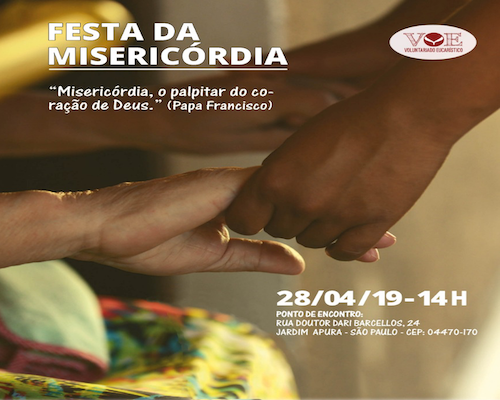 FESTA DA
MISERICÓRDIA
VOE
VOLUNTARIADO EUCARÍSTICO
“Misericórdia, o palpitar do co-
ração de Deus.” (Papa Francisco)
28/04/19-14H
PONTO DE ENCONTRO:
RUA DOUTOR DARI BARCELLOS, 24
JARDIM APURA - SÃO PAULO - CEP: 04470-170